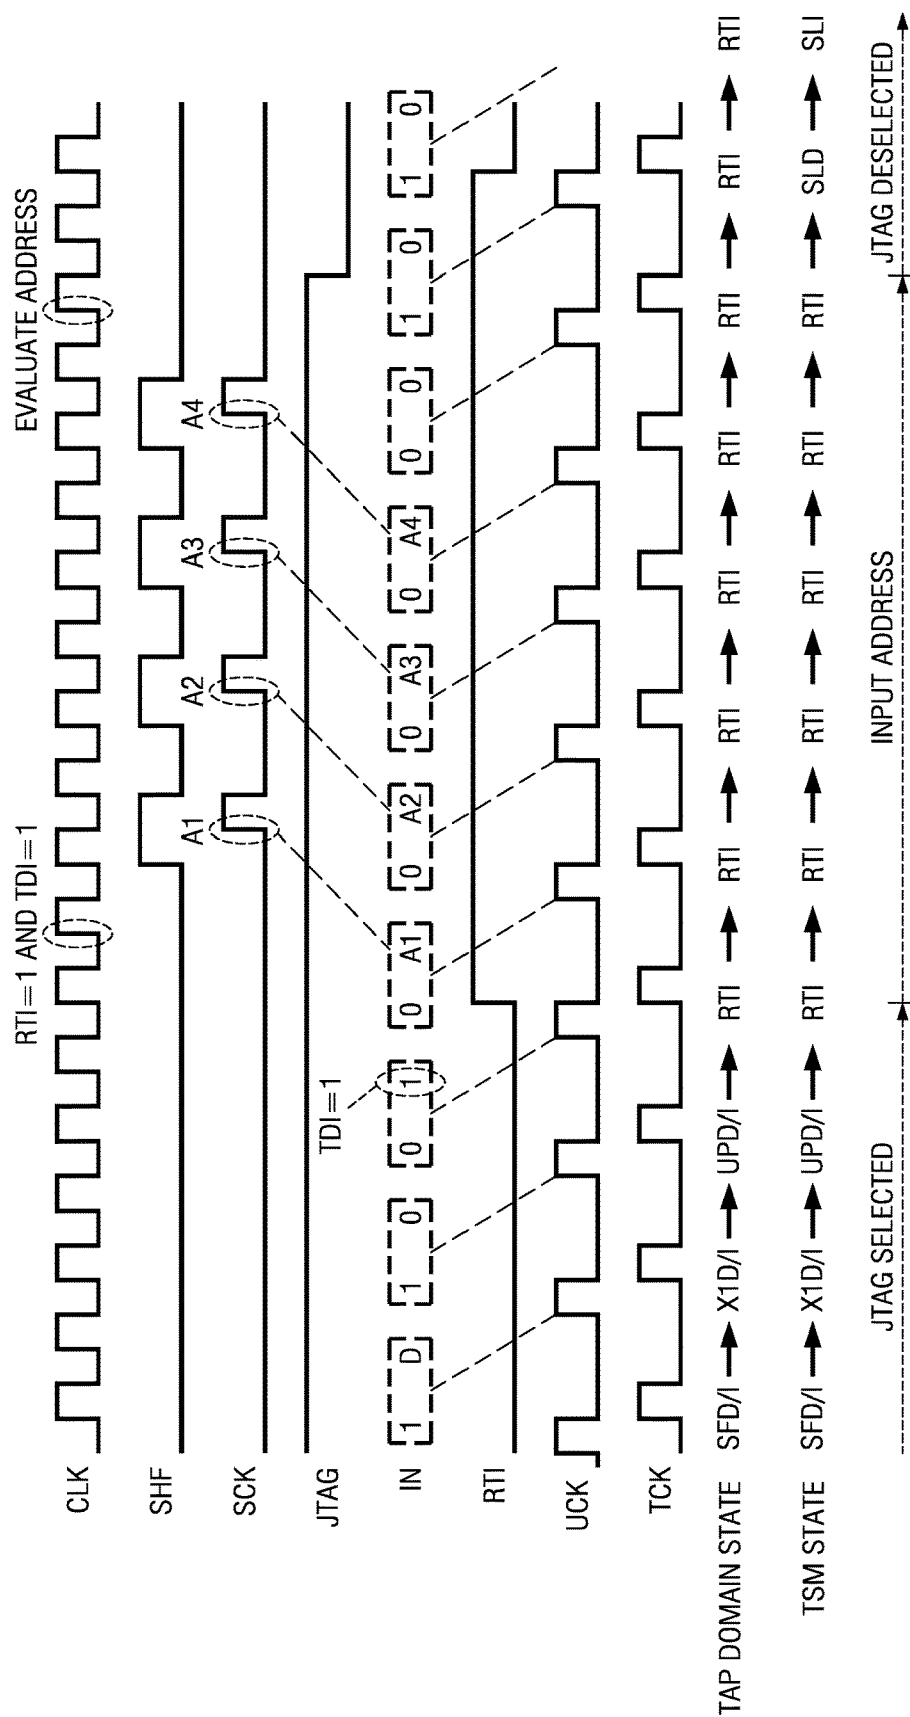 RTI=1 AND TDI=1 EVALUATE ADDRESS
CLK
SHF
A1 A2 A3 A4
SCK
JTAG
TDI=1
IN 1 D 1 0 0 1 0 A1 0 A2 0 A3 0 A4 0 0 1 0 1 0
RTI
UCK
TCK
TAP DOMAIN STATE SFD/I → X1D/I → UPD/I → RTI → RTI → RTI → RTI → RTI → RTI → RTI → RTI
TSM STATE SFD/I → X1D/I → UPD/I → RTI → RTI → RTI → RTI → RTI → RTI → SLD → SLI
JTAG SELECTED INPUT ADDRESS JTAG DESELECTED